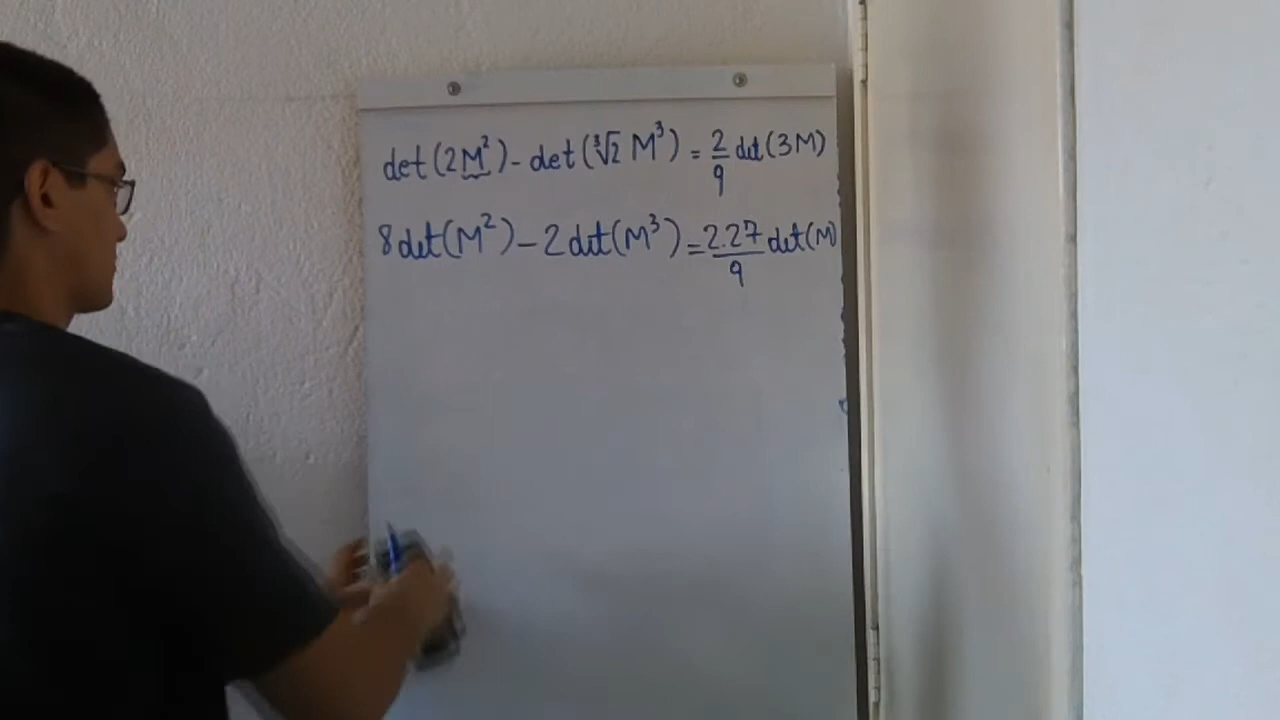 det(2M²) - det(∛2 M³) = 2/9 det(3M)
8det(M²) - 2det(M³) = 2.27/9 det(M)